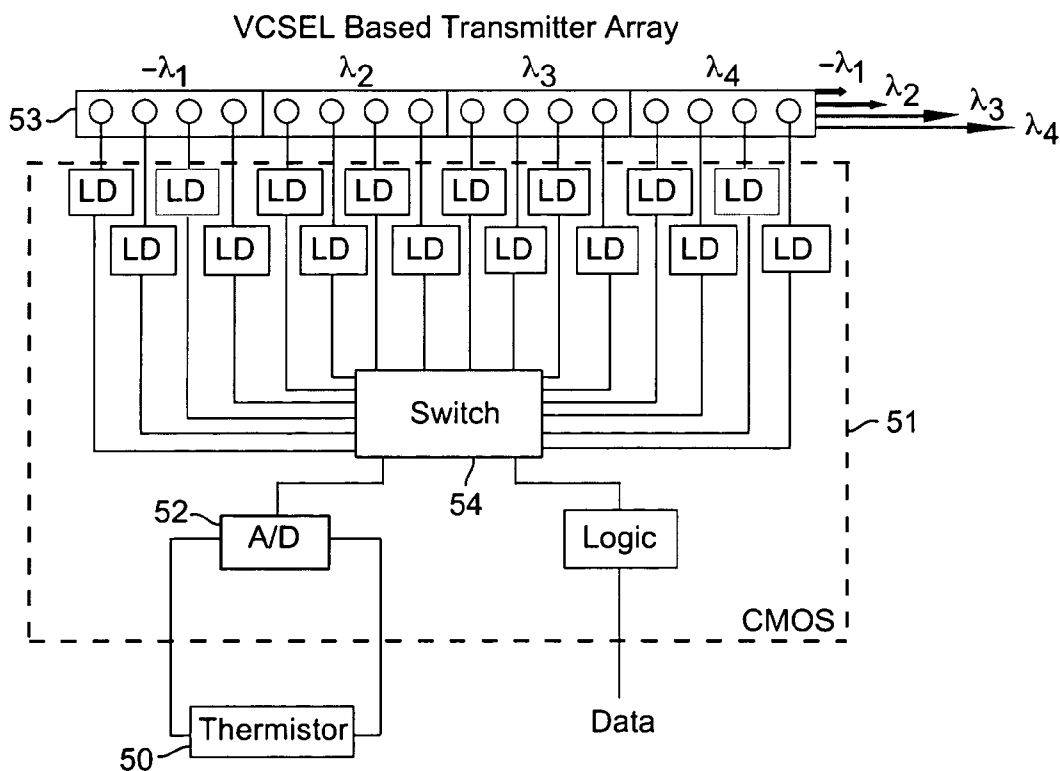 VCSEL Based Transmitter Array
-λ1 λ2 λ3 λ4 -λ1
λ2
λ3
λ4
53
LD LD LD LD LD LD LD LD
LD LD LD LD LD LD LD LD
Switch
51
54
52
A/D
Logic
CMOS
Thermistor
50
Data